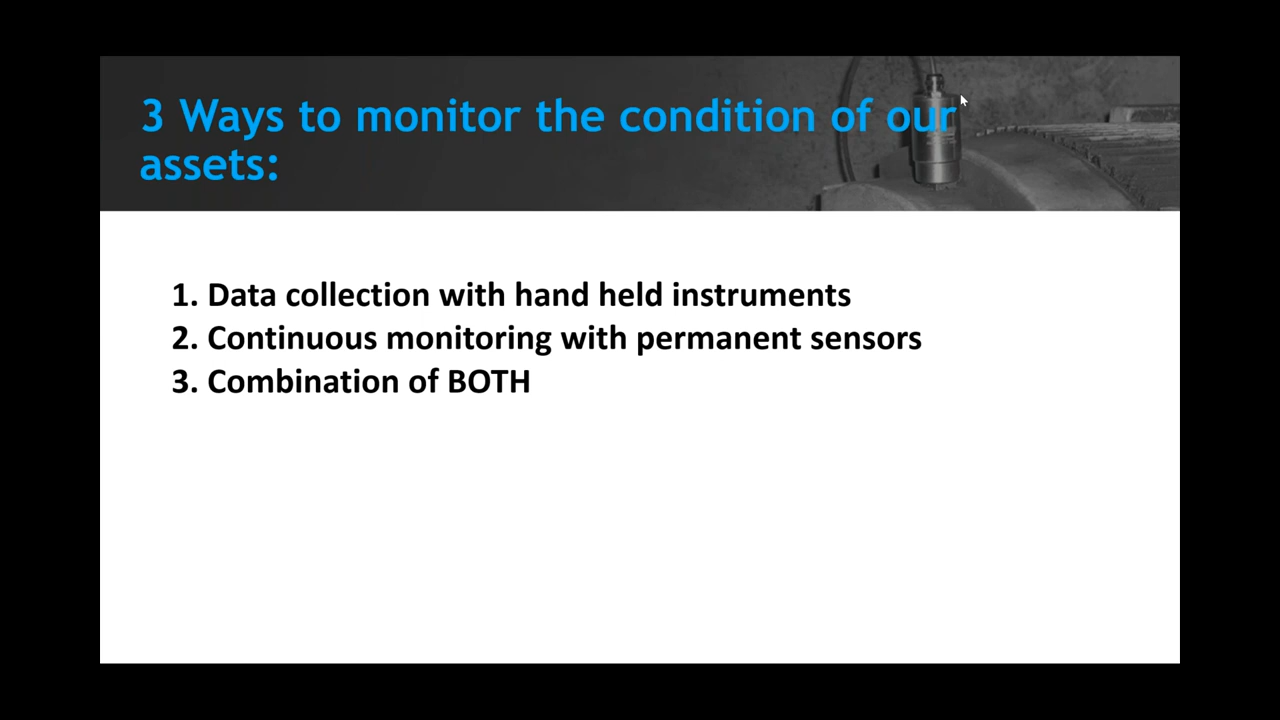 3 Ways to monitor the condition of our
assets:
1. Data collection with hand held instruments
2. Continuous monitoring with permanent sensors
3. Combination of BOTH